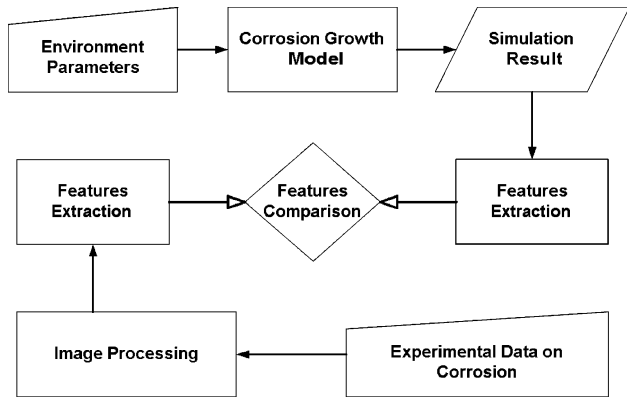 Environment
Parameters
Corrosion Growth
Model
Simulation
Result
Features
Extraction
Features
Comparison
Features
Extraction
Image Processing
Experimental Data on
Corrosion